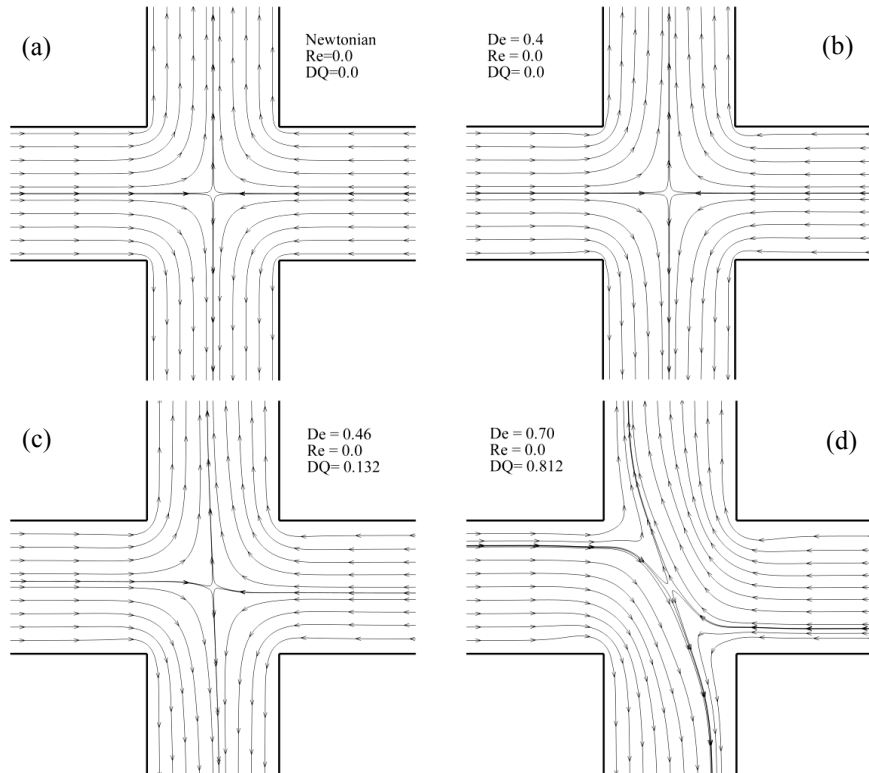 (a)
Newtonian
Re=0.0
DQ=0.0
De = 0.4
Re = 0.0
DQ= 0.0
(b)
(c)
De = 0.46
Re = 0.0
DQ= 0.132
De = 0.70
Re = 0.0
DQ= 0.812
(d)